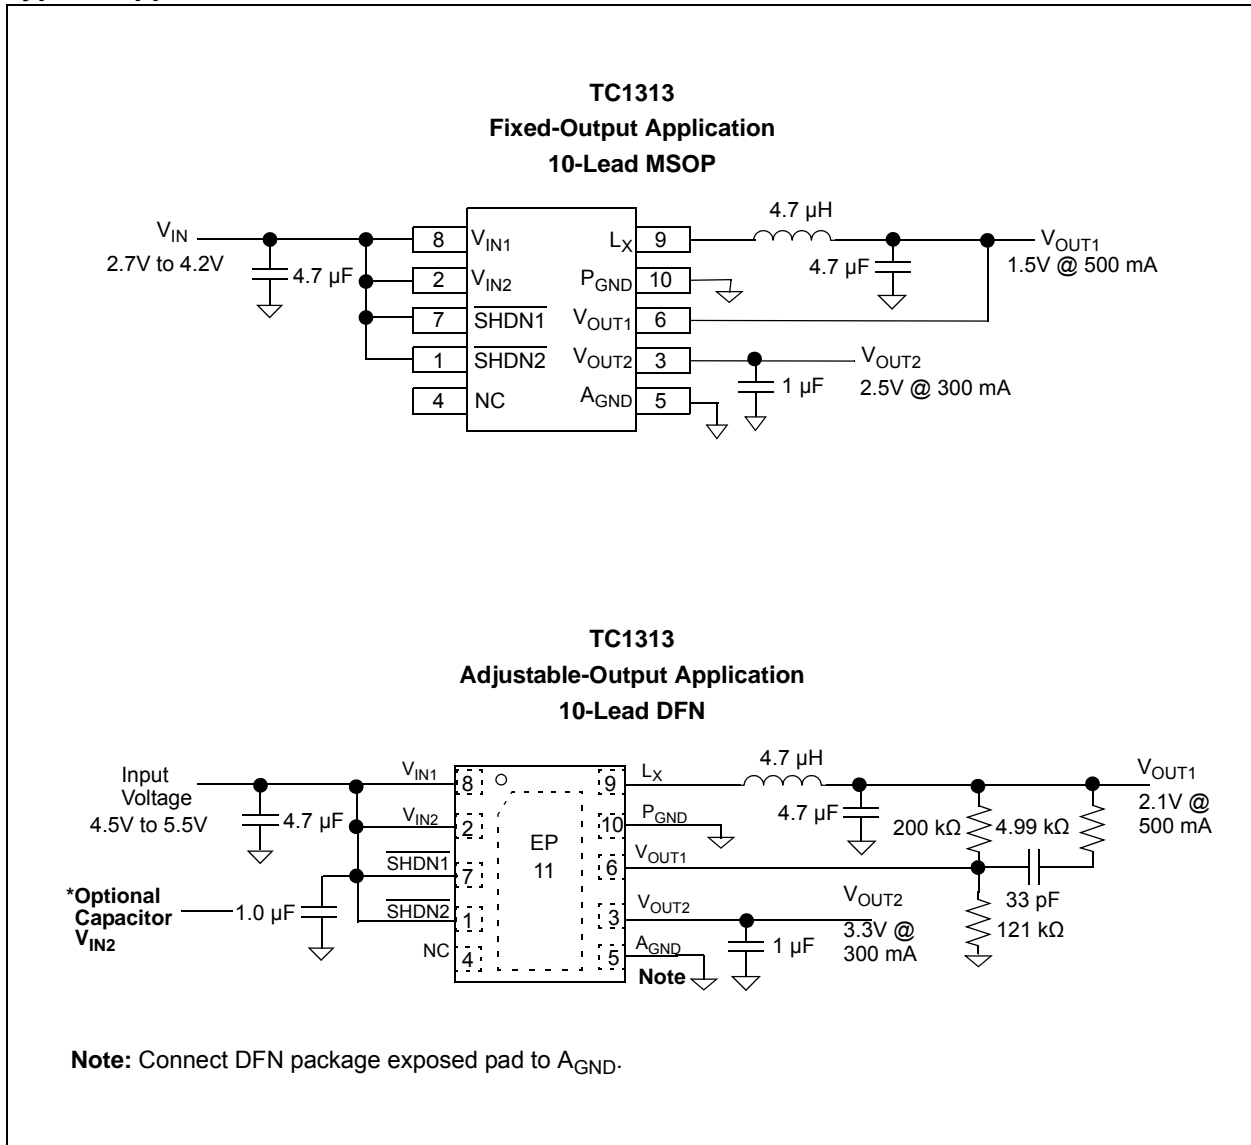 TC1313
Fixed-Output Application
10-Lead MSOP
VIN
2.7V to 4.2V
4.7 µF
8
2
7
1
4
VIN1
VIN2
SHDN1
SHDN2
NC
LX
PGND
VOUT1
VOUT2
AGND
9
10
6
3
5
4.7 µH
4.7 µF
VOUT1
1.5V @ 500 mA
VOUT2
2.5V @ 300 mA
1 µF
TC1313
Adjustable-Output Application
10-Lead DFN
Input
Voltage
4.5V to 5.5V
4.7 µF
*Optional
Capacitor
VIN2
1.0 µF
VIN1
VIN2
SHDN1
SHDN2
NC
8
2
7
1
4
EP
11
9
10
6
3
5
LX
PGND
VOUT1
VOUT2
AGND
Note
4.7 µH
4.7 µF
200 kΩ
4.99 kΩ
33 pF
121 kΩ
VOUT1
2.1V @
500 mA
VOUT2
3.3V @
300 mA
1 µF
Note: Connect DFN package exposed pad to AGND.